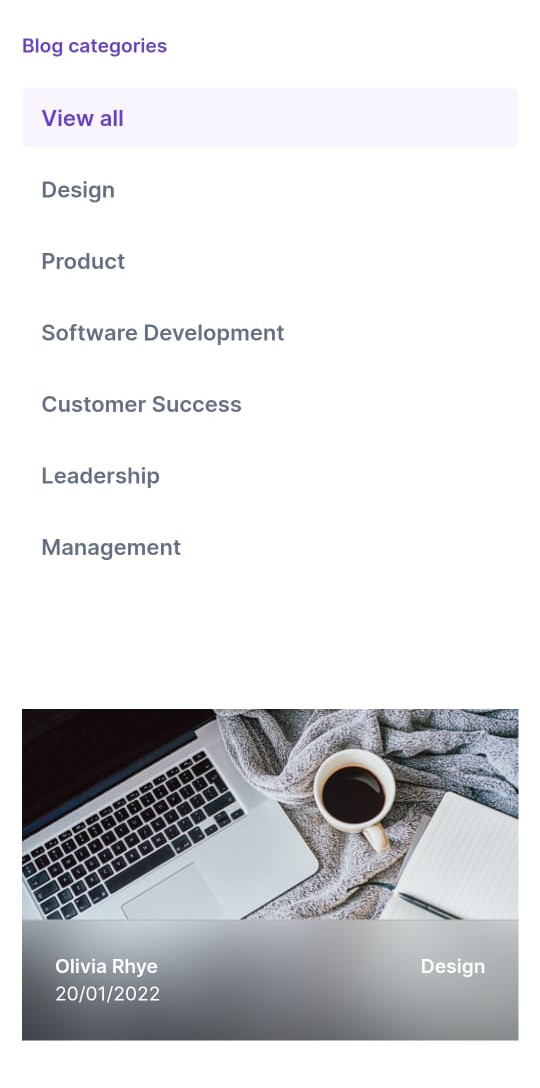 Blog categories
View all
Design
Product
Software Development
Customer Success
Leadership
Management
Olivia Rhye
Design
20/01/2022